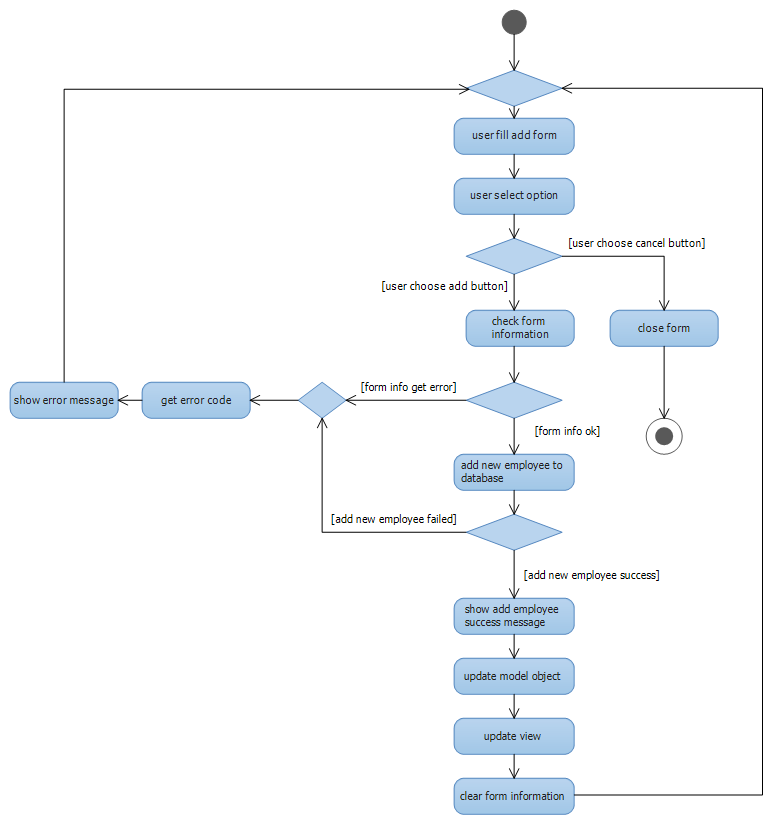 user fill add form
user select option
[user choose cancel button]
[user choose add button]
check form
information
close form
[form info get error]
show error message
get error code
[form info ok]
add new employee to
database
[add new employee failed]
[add new employee success]
show add employee
success message
update model object
update view
clear form information